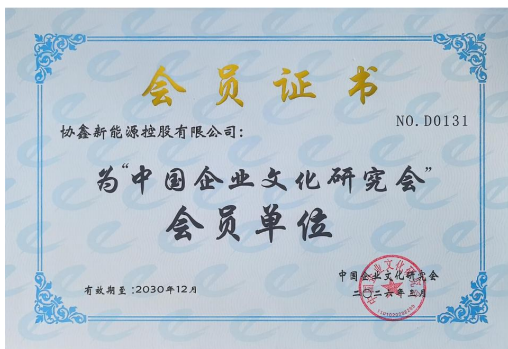 会员证书
NO.D0131
协鑫新能源控股有限公司：
为“中国企业文化研究会”
会员单位
中国企业文化研究会
有效期至：2030年12月
二〇二六年三月